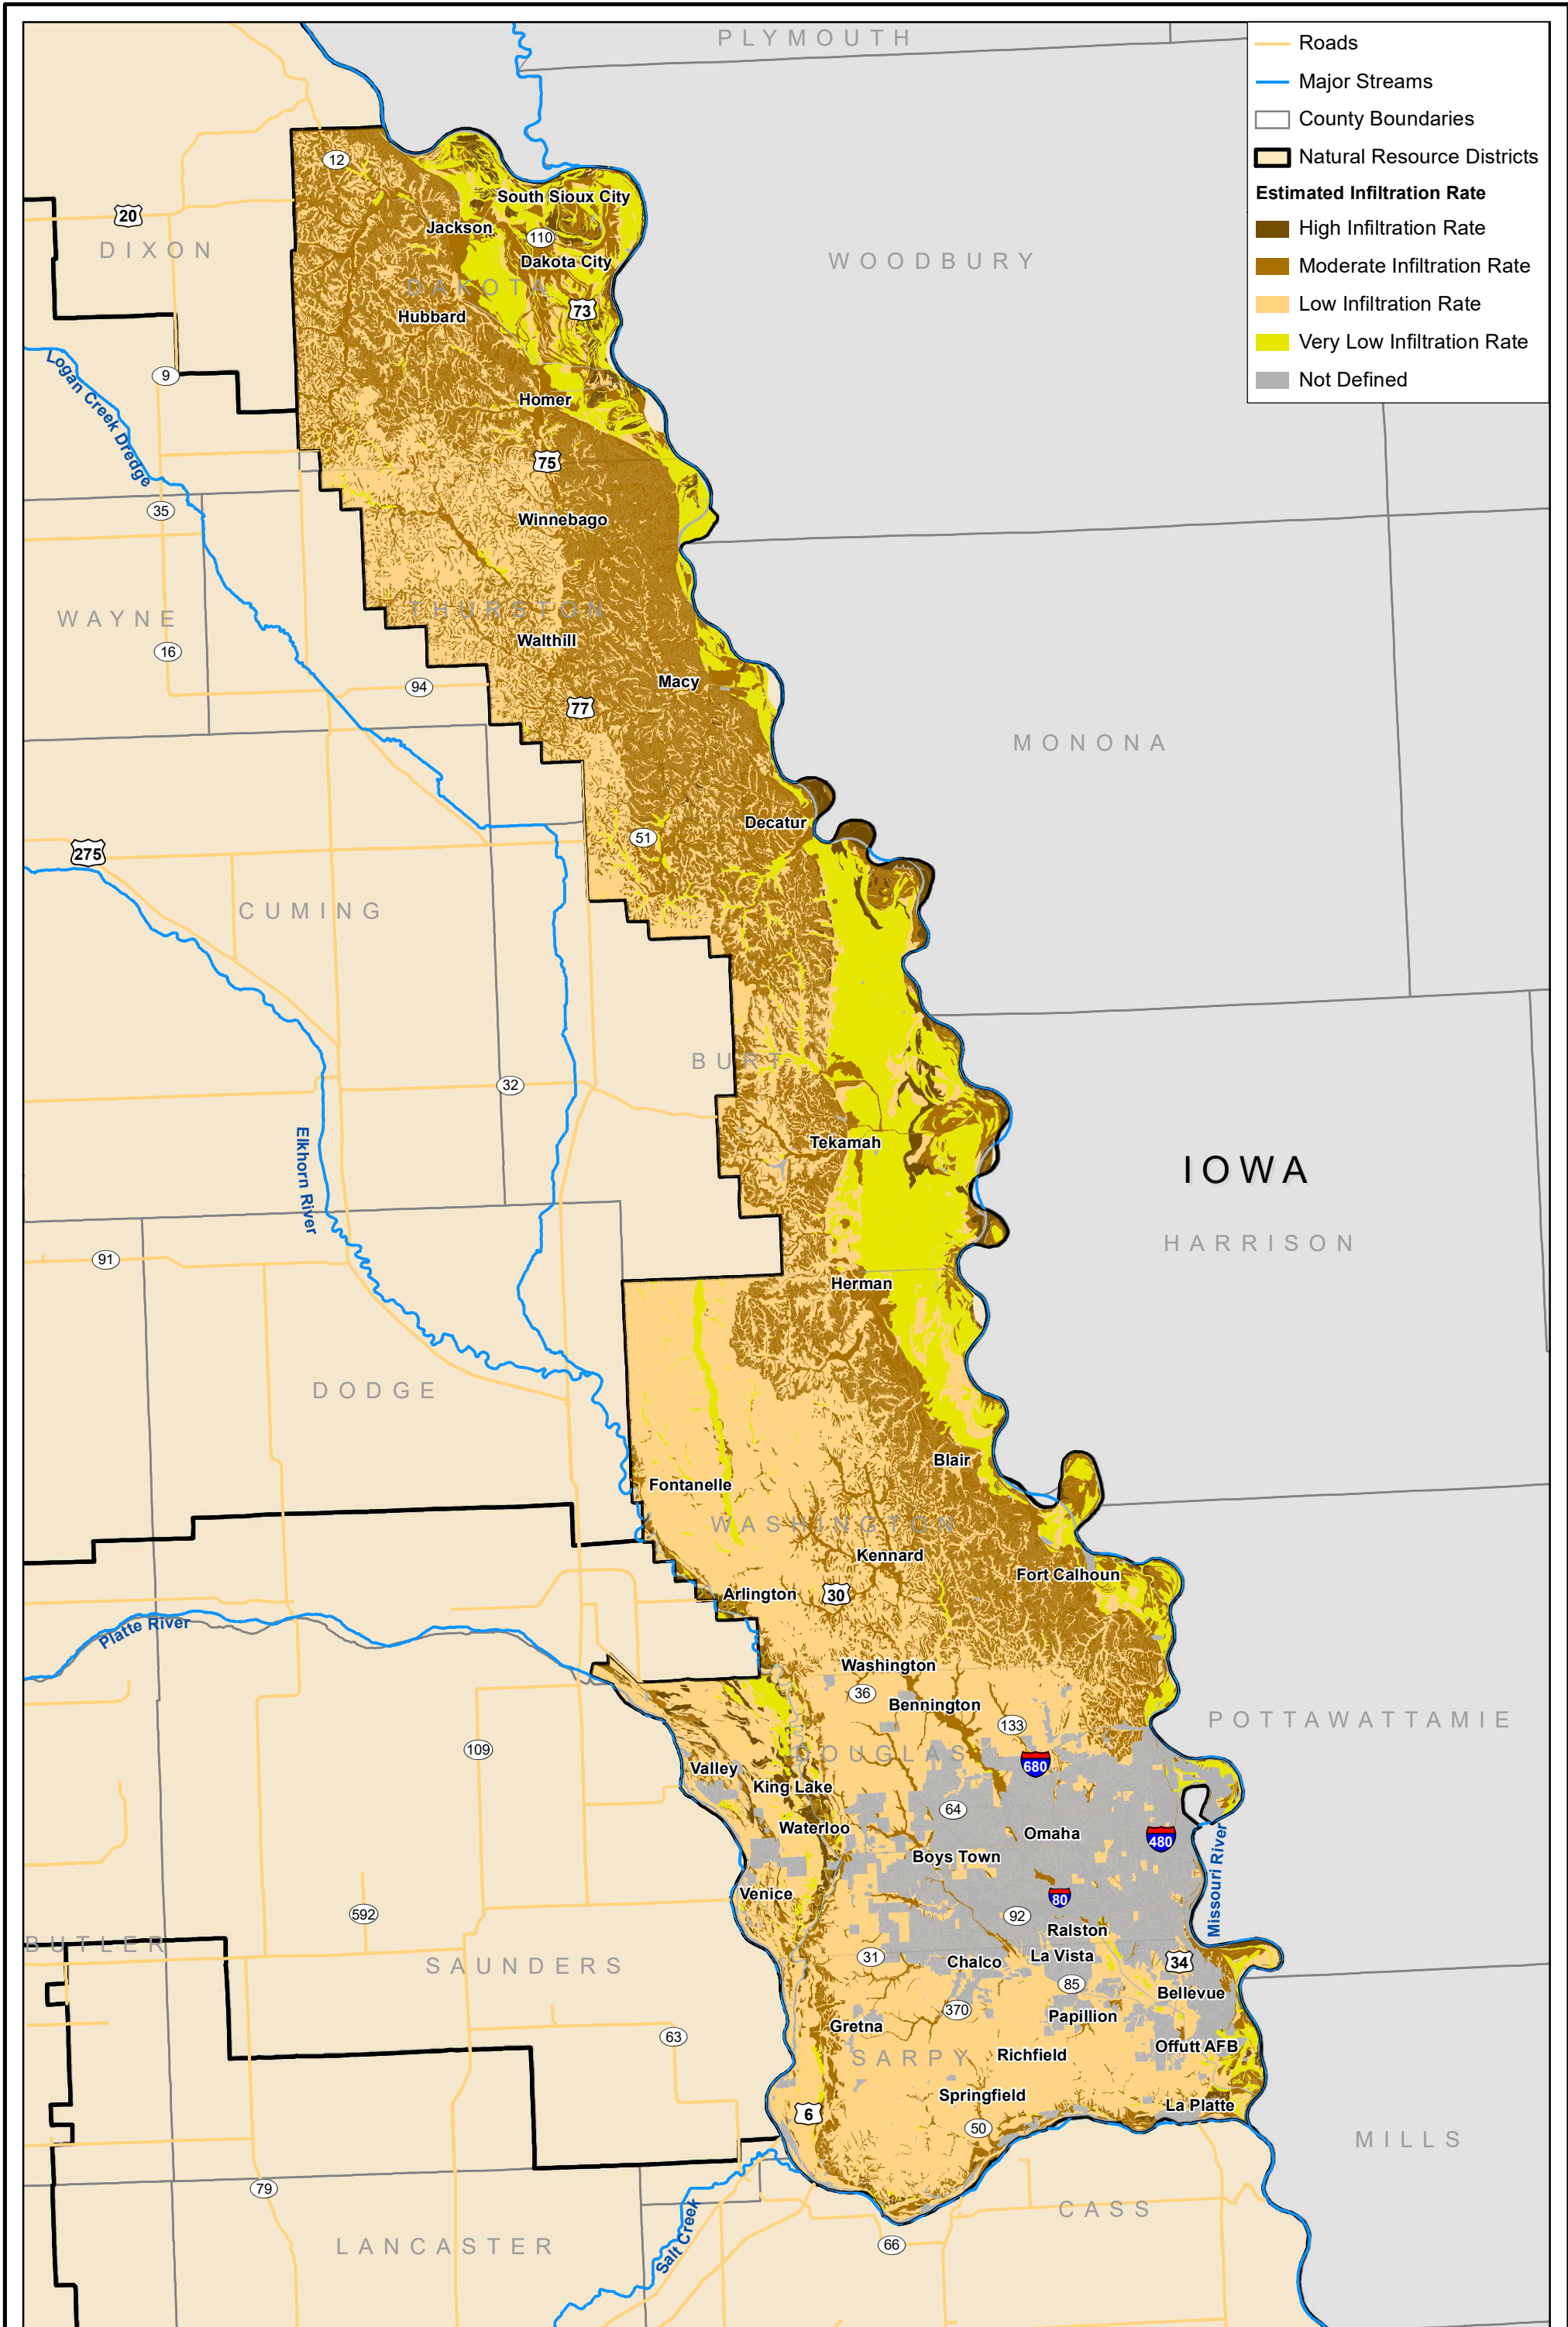 PLYMOUTH
Roads
Major Streams
County Boundaries
Natural Resource Districts
Estimated Infiltration Rate
High Infiltration Rate
Moderate Infiltration Rate
Low Infiltration Rate
Very Low Infiltration Rate
Not Defined
12
South Sioux City
20
Jackson
110
DIXON
WOODBURY
Dakota City
DAKOTA
73
Hubbard
9
Logan Creek Dredge
Homer
75
35
Winnebago
THURSTON
WAYNE
Walthill
16
Macy
94
77
MONONA
Decatur
51
275
CUMING
BURT
32
Tekamah
Elkhorn River
IOWA
HARRISON
91
Herman
DODGE
Blair
Fontanelle
WASHINGTON
Kennard
Fort Calhoun
Arlington
30
Platte River
Washington
36
Bennington
POTTAWATTAMIE
133
109
DOUGLAS
680
Valley
King Lake
64
Waterloo
Omaha
480
Boys Town
Missouri River
Venice
80
592
92
Ralston
BUTLER
31
La Vista
SAUNDERS
Chalco
34
85
Bellevue
370
Papillion
Gretna
63
Offutt AFB
SARPY
Richfield
Springfield
La Platte
6
50
MILLS
79
CASS
LANCASTER
Salt Creek
66